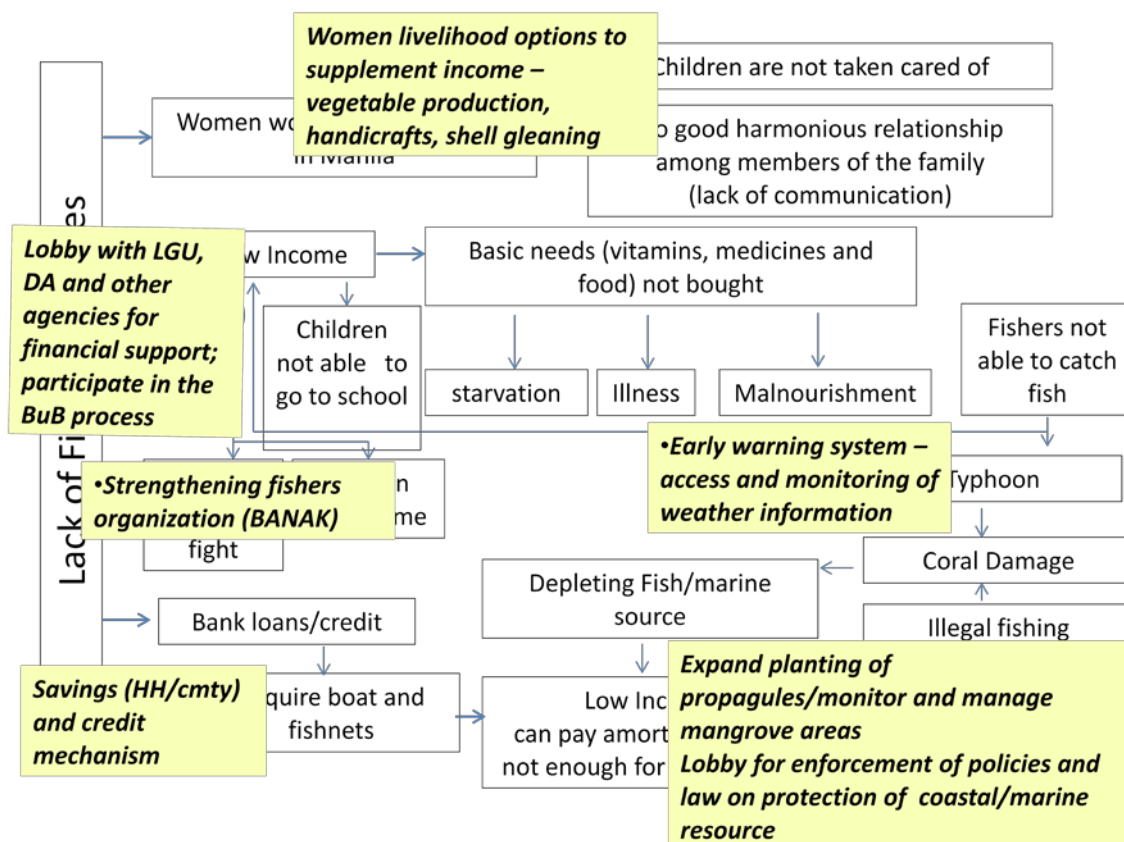 Women livelihood options to
supplement income –
vegetable production,
handicrafts, shell gleaning
Children are not taken cared of
Women
in Manila
good harmonious relationship
among members of the family
(lack of communication)
Lack of
Lobby with LGU,
DA and other
agencies for
financial support;
participate in the
BuB process
Income
Basic needs (vitamins, medicines and
food) not bought
Children
not able to
go to school
starvation
Illness
Malnourishment
Fishers not
able to catch
fish
•Strengthening fishers
organization (BANAK)
fight
•Early warning system –
access and monitoring of
weather information
Typhoon
Coral Damage
Depleting Fish/marine
source
Illegal fishing
Bank loans/credit
Savings (HH/cmty)
and credit
mechanism
boat and
fishnets
Low
can pay
not enough for
Expand planting of
propagules/monitor and manage
mangrove areas
Lobby for enforcement of policies and
law on protection of coastal/marine
resource